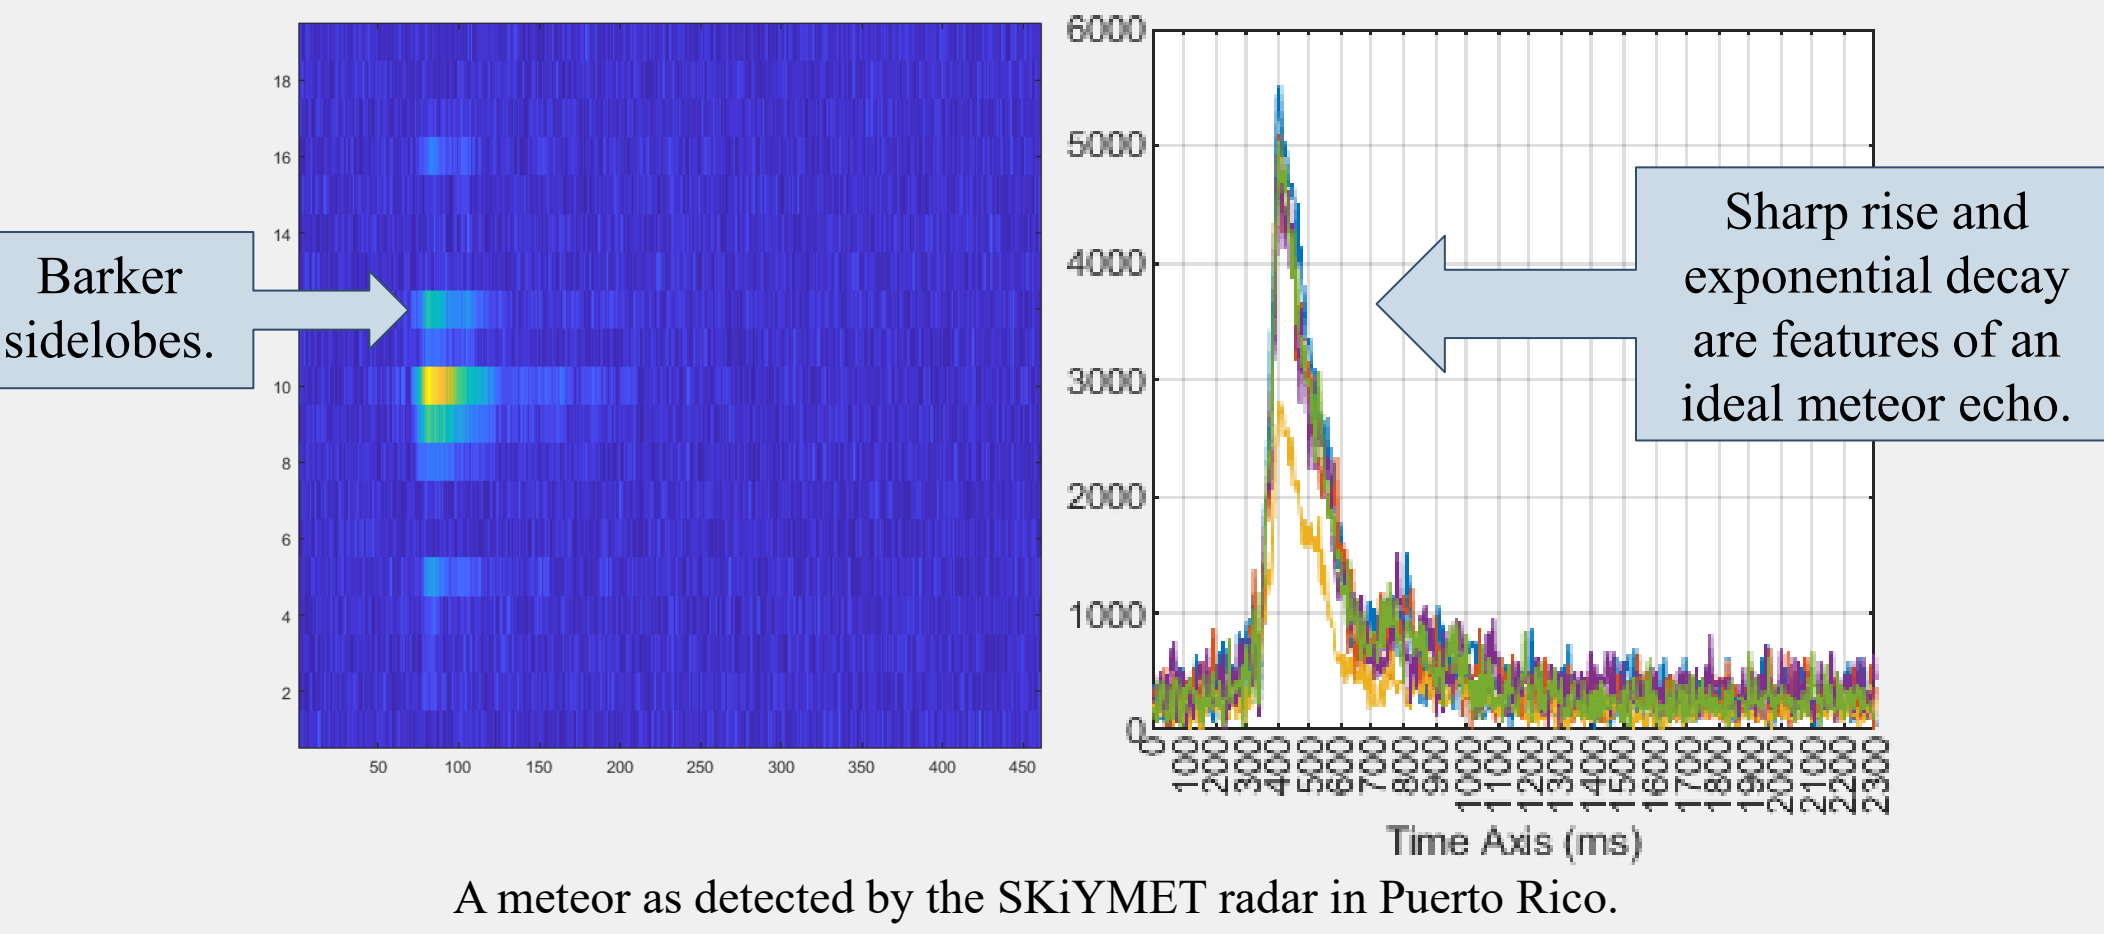 18
16
14
10
8
6
4
2
50 100 150 200 250 300 350 400 450
Barker
sidelobes.
6000
5000
4000
3000
2000
1000
0
0 100 200 300 400 500 600 700 800 900 1000 1100 1200 1300 1400 1500 1600 1700 1800 1900 2000 2100 2200 2300
Time Axis (ms)
Sharp rise and
exponential decay
are features of an
ideal meteor echo.
A meteor as detected by the SKiYMET radar in Puerto Rico.